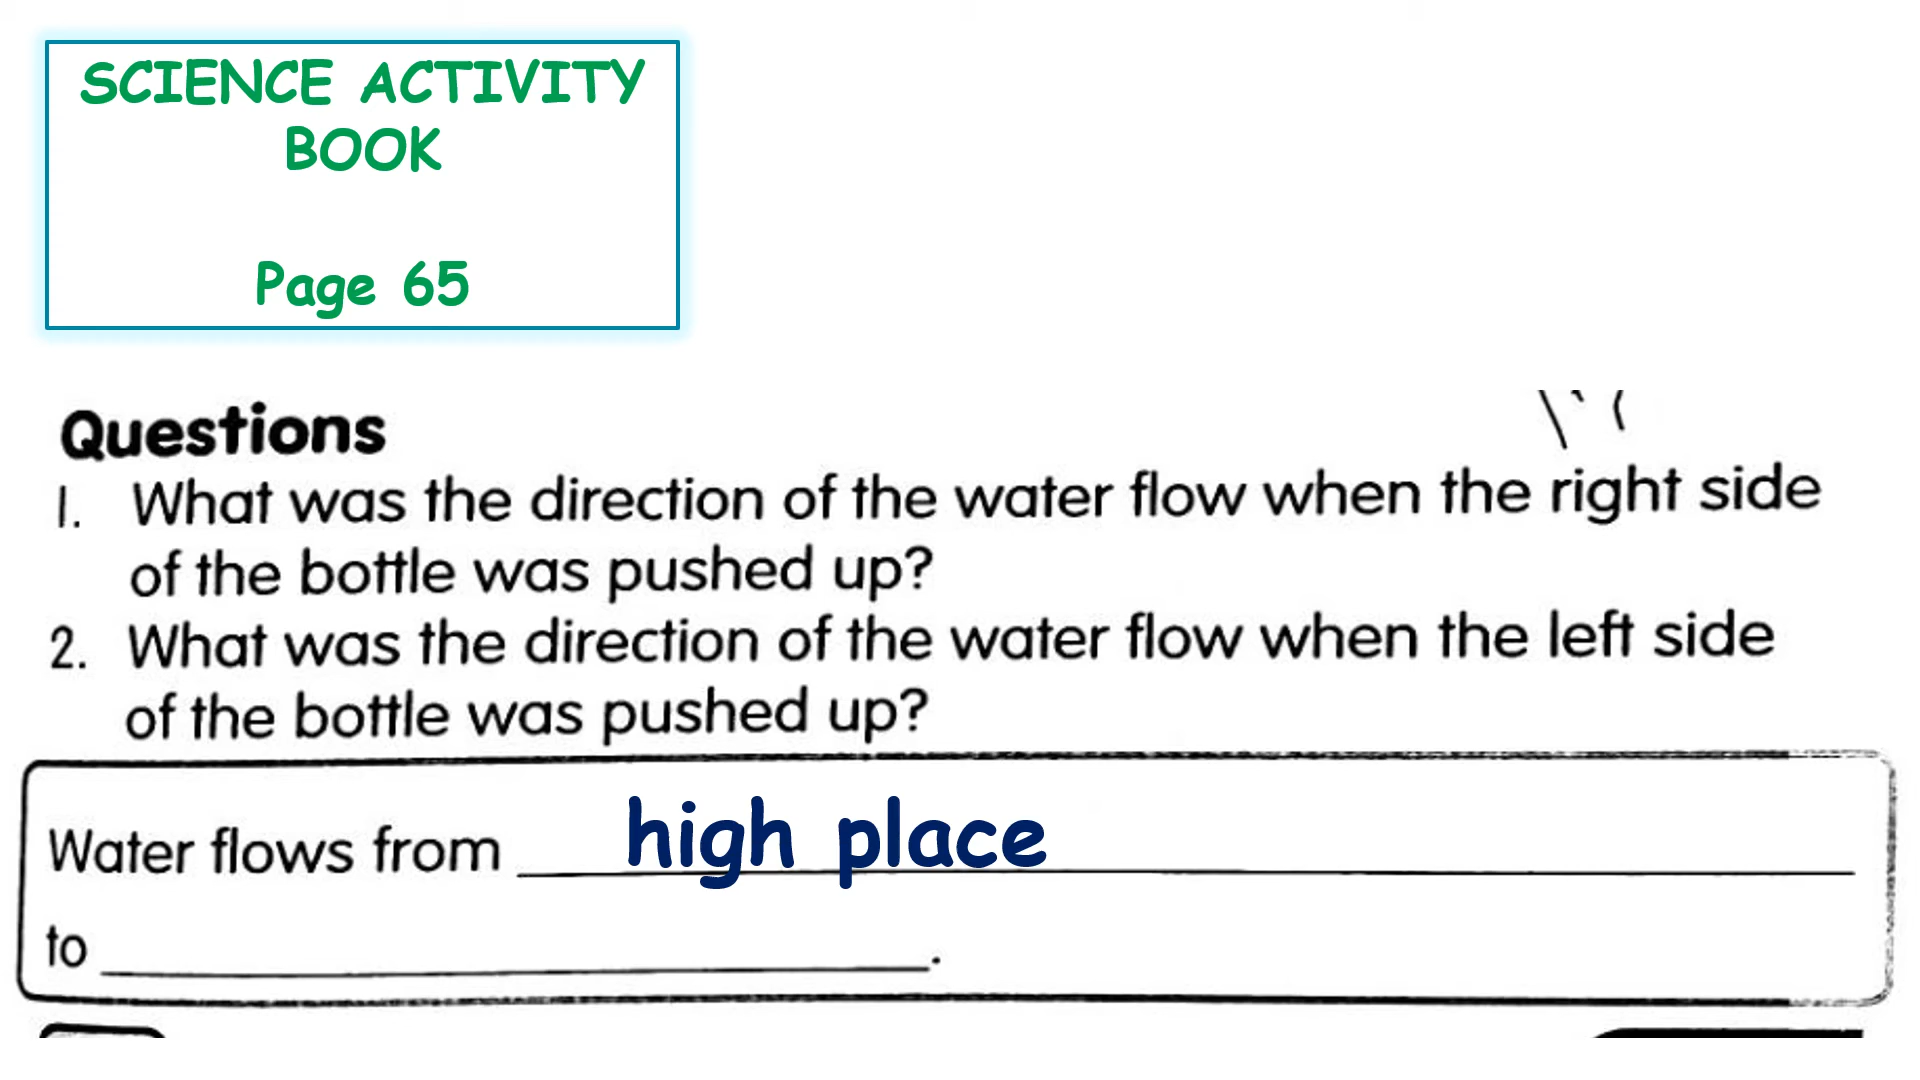 SCIENCE ACTIVITY
BOOK
Page 65
Questions
1. What was the direction of the water flow when the right side
of the bottle was pushed up?
2. What was the direction of the water flow when the left side
of the bottle was pushed up?
Water flows from high place
to ____________________.